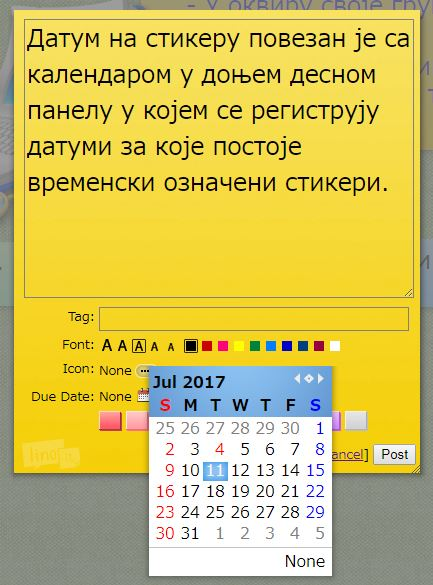 - У оквиру своје гру
Датум на стикеру повезан је са
календаром у доњем десном
панелу у којем се региструју
датуми за које постоје
временски означени стикери.
Tag:
Font: A A A A A A M
Icon: None
Due Date: None
Jul 2017
S M T W T F S
25 26 27 28 29 30 1
2 3 4 5 6 7 8
9 10 11 12 13 14 15
16 17 18 19 20 21 22
23 24 25 26 27 28 29
30 31 1 2 3 4 5
None
lino it
ancel] Post